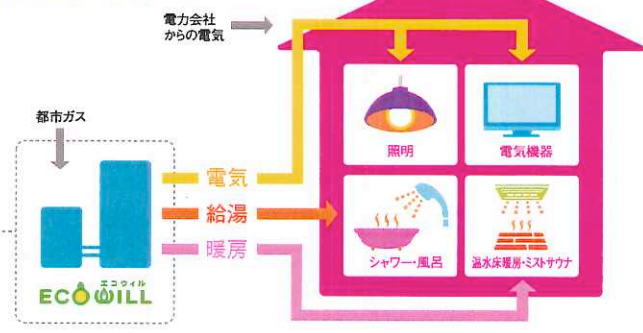 電力会社
からの電気
都市ガス
照明
電気機器
電気
給湯
暖房
シャワー・風呂
温水床暖房・ミストサウナ
エコウィル
ECOWILL